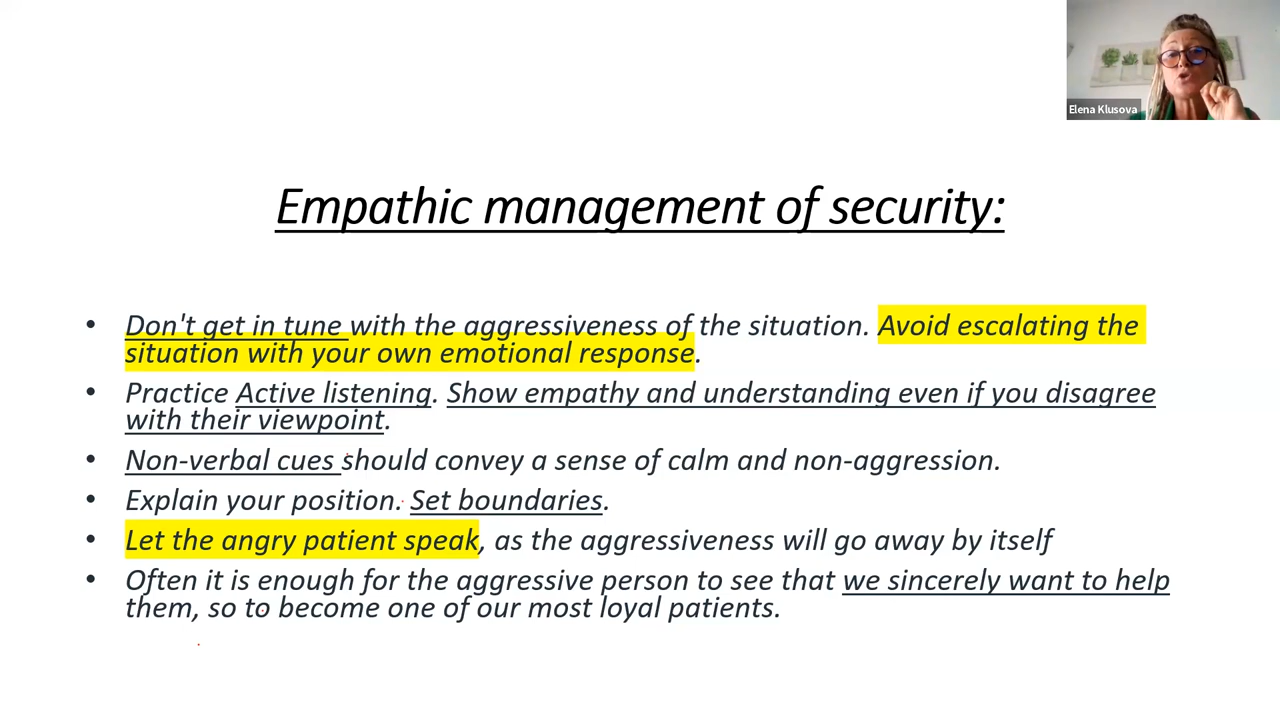 Elena Klusova
Empathic management of security:
• Don't get in tune with the aggressiveness of the situation. Avoid escalating the
situation with your own emotional response.
• Practice Active listening. Show empathy and understanding even if you disagree
with their viewpoint.
• Non-verbal cues should convey a sense of calm and non-aggression.
• Explain your position. Set boundaries.
• Let the angry patient speak, as the aggressiveness will go away by itself
• Often it is enough for the aggressive person to see that we sincerely want to help
them, so to become one of our most loyal patients.